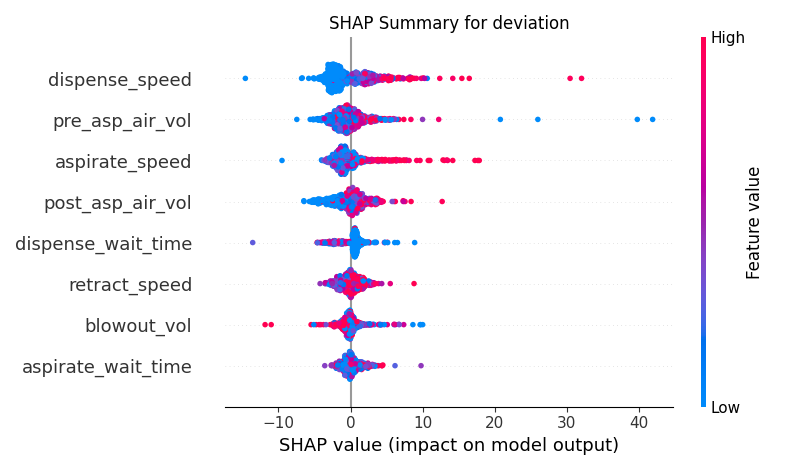 SHAP Summary for deviation
High
dispense_speed
pre_asp_air_vol
aspirate_speed
post_asp_air_vol
dispense_wait_time
retract_speed
blowout_vol
aspirate_wait_time
Feature value
Low
−10 0 10 20 30 40
SHAP value (impact on model output)